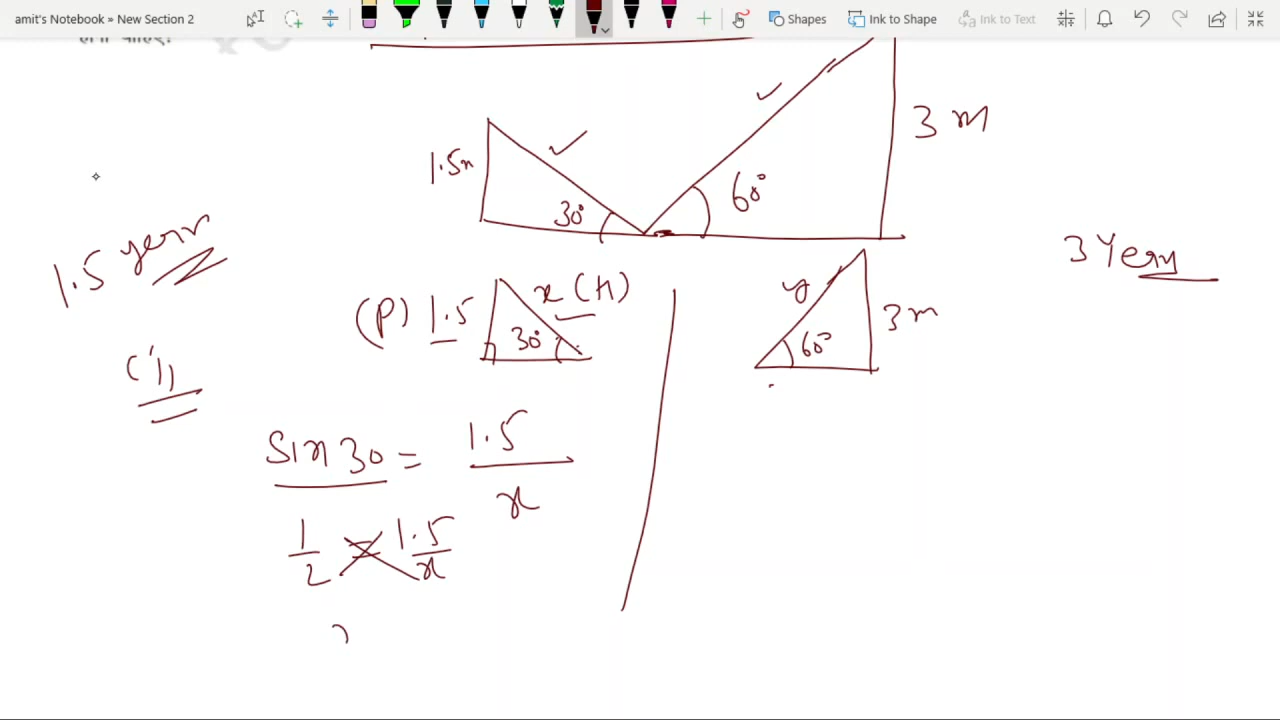 amit's Notebook » New Section 2
Shapes
Ink to Shape
Ink to Text
1.5m
30°
60°
3 m
1.5 year
3 Year
(P) 1.5
x (h)
30°
y
60°
3m
Sin 30 = 1.5
x
1 = 1.5
2 x